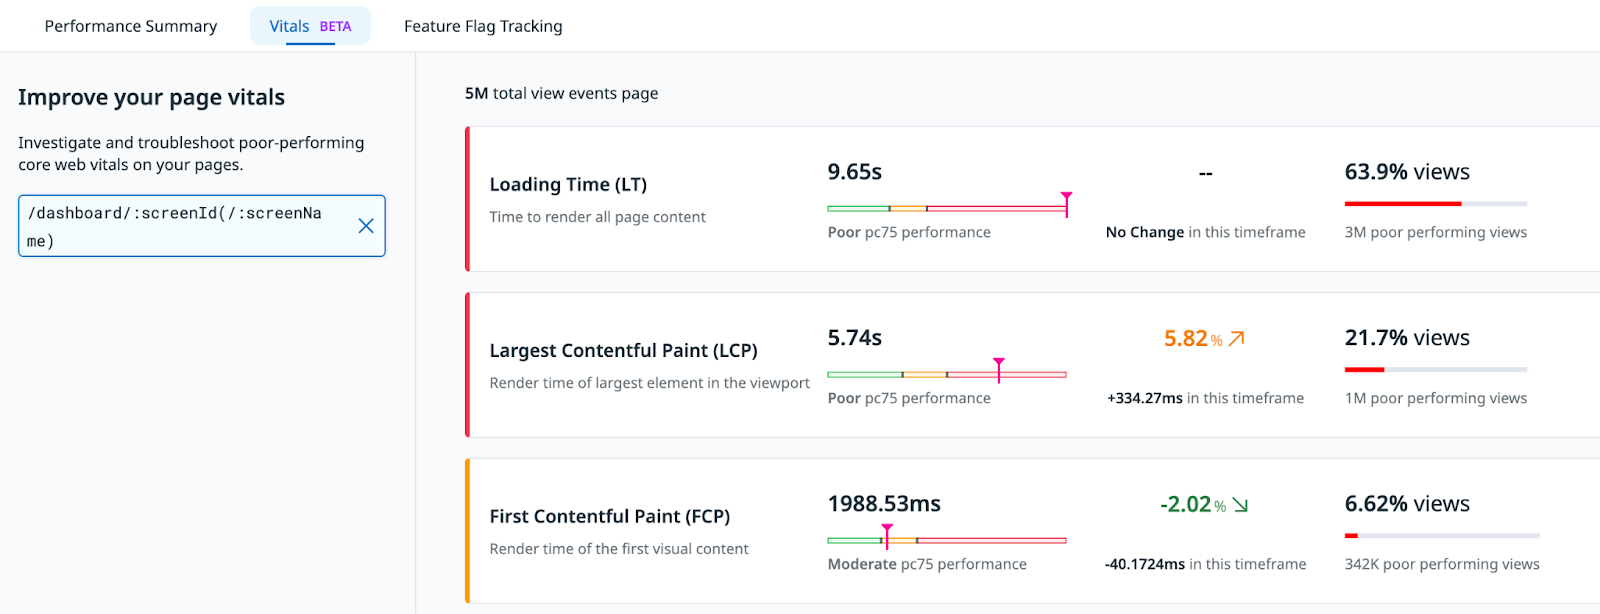 Performance Summary
Vitals BETA
Feature Flag Tracking
Improve your page vitals
Investigate and troubleshoot poor-performing
core web vitals on your pages.
/dashboard/:screenId(/:screenNa
me)
5M total view events page
Loading Time (LT)
Time to render all page content
9.65s
Poor pc75 performance
--
No Change in this timeframe
63.9% views
3M poor performing views
Largest Contentful Paint (LCP)
Render time of largest element in the viewport
5.74s
Poor pc75 performance
5.82%
+334.27ms in this timeframe
21.7% views
1M poor performing views
First Contentful Paint (FCP)
Render time of the first visual content
1988.53ms
Moderate pc75 performance
-2.02%
-40.1724ms in this timeframe
6.62% views
342K poor performing views